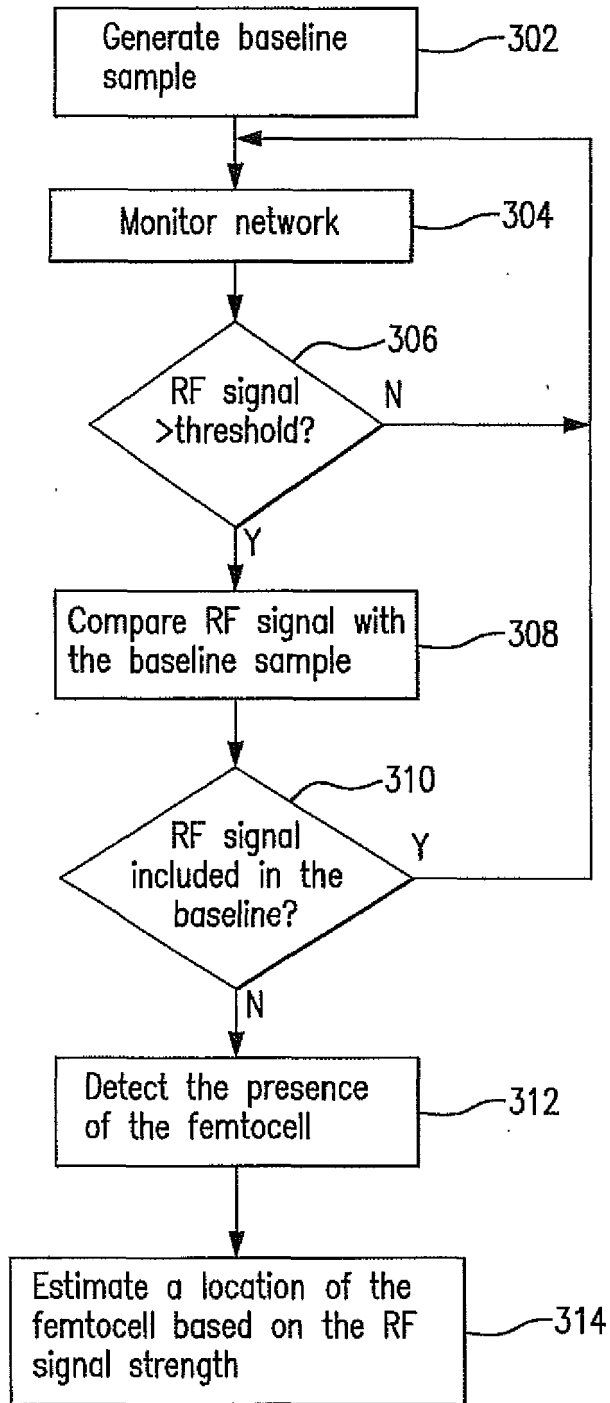 Generate baseline
sample
302
Monitor network
304
306
RF signal
>threshold?
N
Y
Compare RF signal with
the baseline sample
308
310
RF signal
included in the
baseline?
Y
N
Detect the presence
of the femtocell
312
Estimate a location of the
femtocell based on the RF
signal strength
314